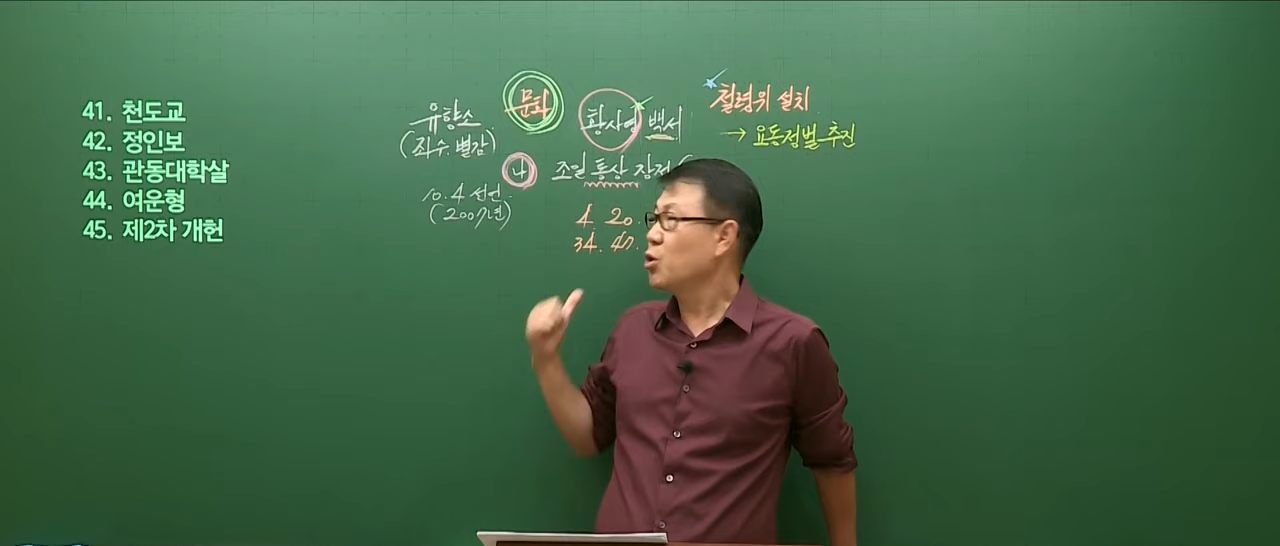 41. 천도교
42. 정인보
43. 관동대학살
44. 여운형
45. 제2차 개헌
유향소
(좌수.별감)
10.4 선언
(2007년)
문화
나
황사영 백서
조일 통상 장정(
4. 20.
34. 47.
철령위 설치
→ 요동정벌 추진